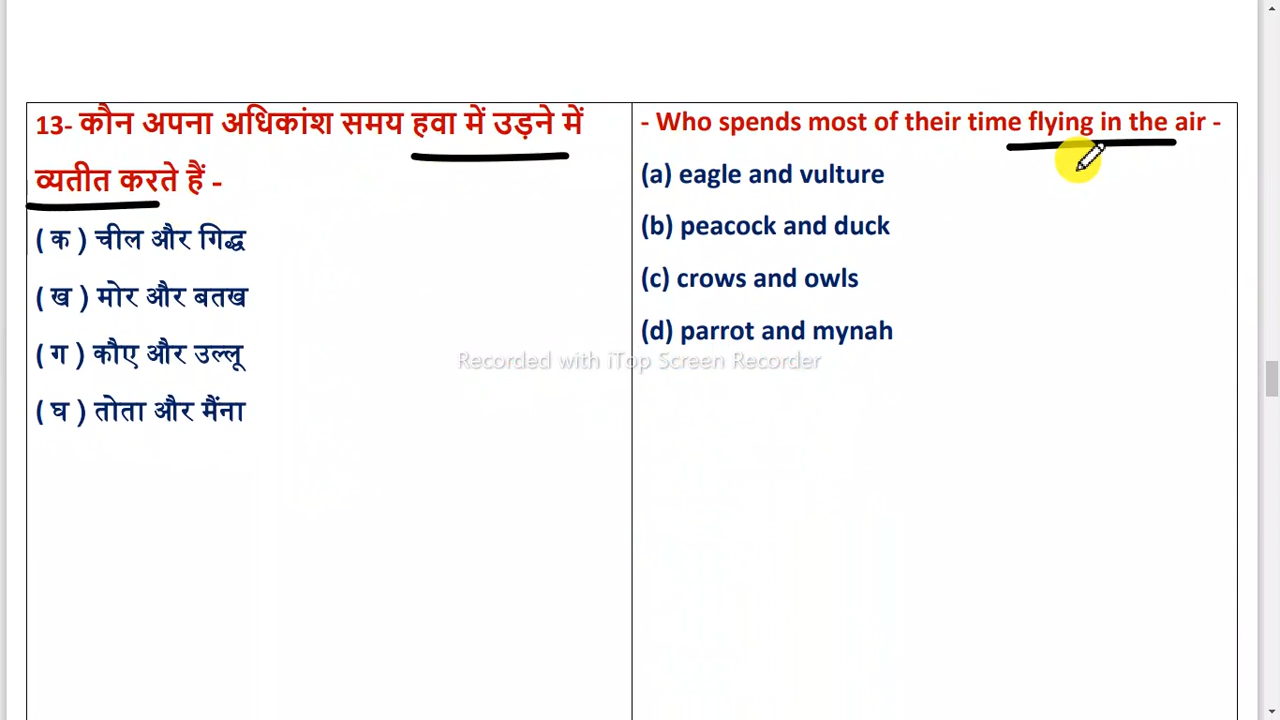 13- कौन अपना अधिकांश समय हवा में उड़ने में
व्यतीत करते हैं -
( क ) चील और गिद्ध
( ख ) मोर और बतख
( ग ) कौए और उल्लू
( घ ) तोता और मैंना
- Who spends most of their time flying in the air -
(a) eagle and vulture
(b) peacock and duck
(c) crows and owls
(d) parrot and mynah
Recorded with iTop Screen Recorder